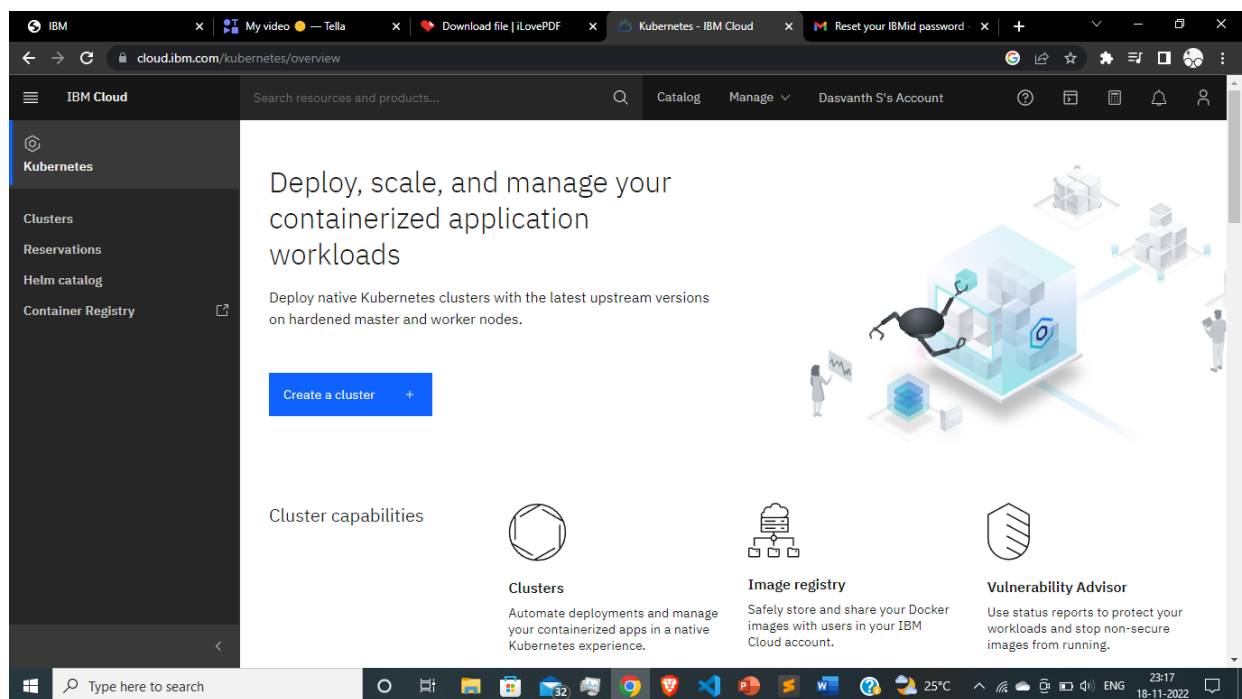 IBM
My video 🟡 — Tella
Download file | iLovePDF
Kubernetes - IBM Cloud
Reset your IBMid password -
cloud.ibm.com/kubernetes/overview
IBM Cloud
Search resources and products...
Catalog
Manage
Dasvanth S's Account
Kubernetes
Clusters
Reservations
Helm catalog
Container Registry
Deploy, scale, and manage your
containerized application
workloads
Deploy native Kubernetes clusters with the latest upstream versions
on hardened master and worker nodes.
Create a cluster +
Cluster capabilities
Clusters
Automate deployments and manage
your containerized apps in a native
Kubernetes experience.
Image registry
Safely store and share your Docker
images with users in your IBM
Cloud account.
Vulnerability Advisor
Use status reports to protect your
workloads and stop non-secure
images from running.
Type here to search
32
25°C
ENG
23:17
18-11-2022